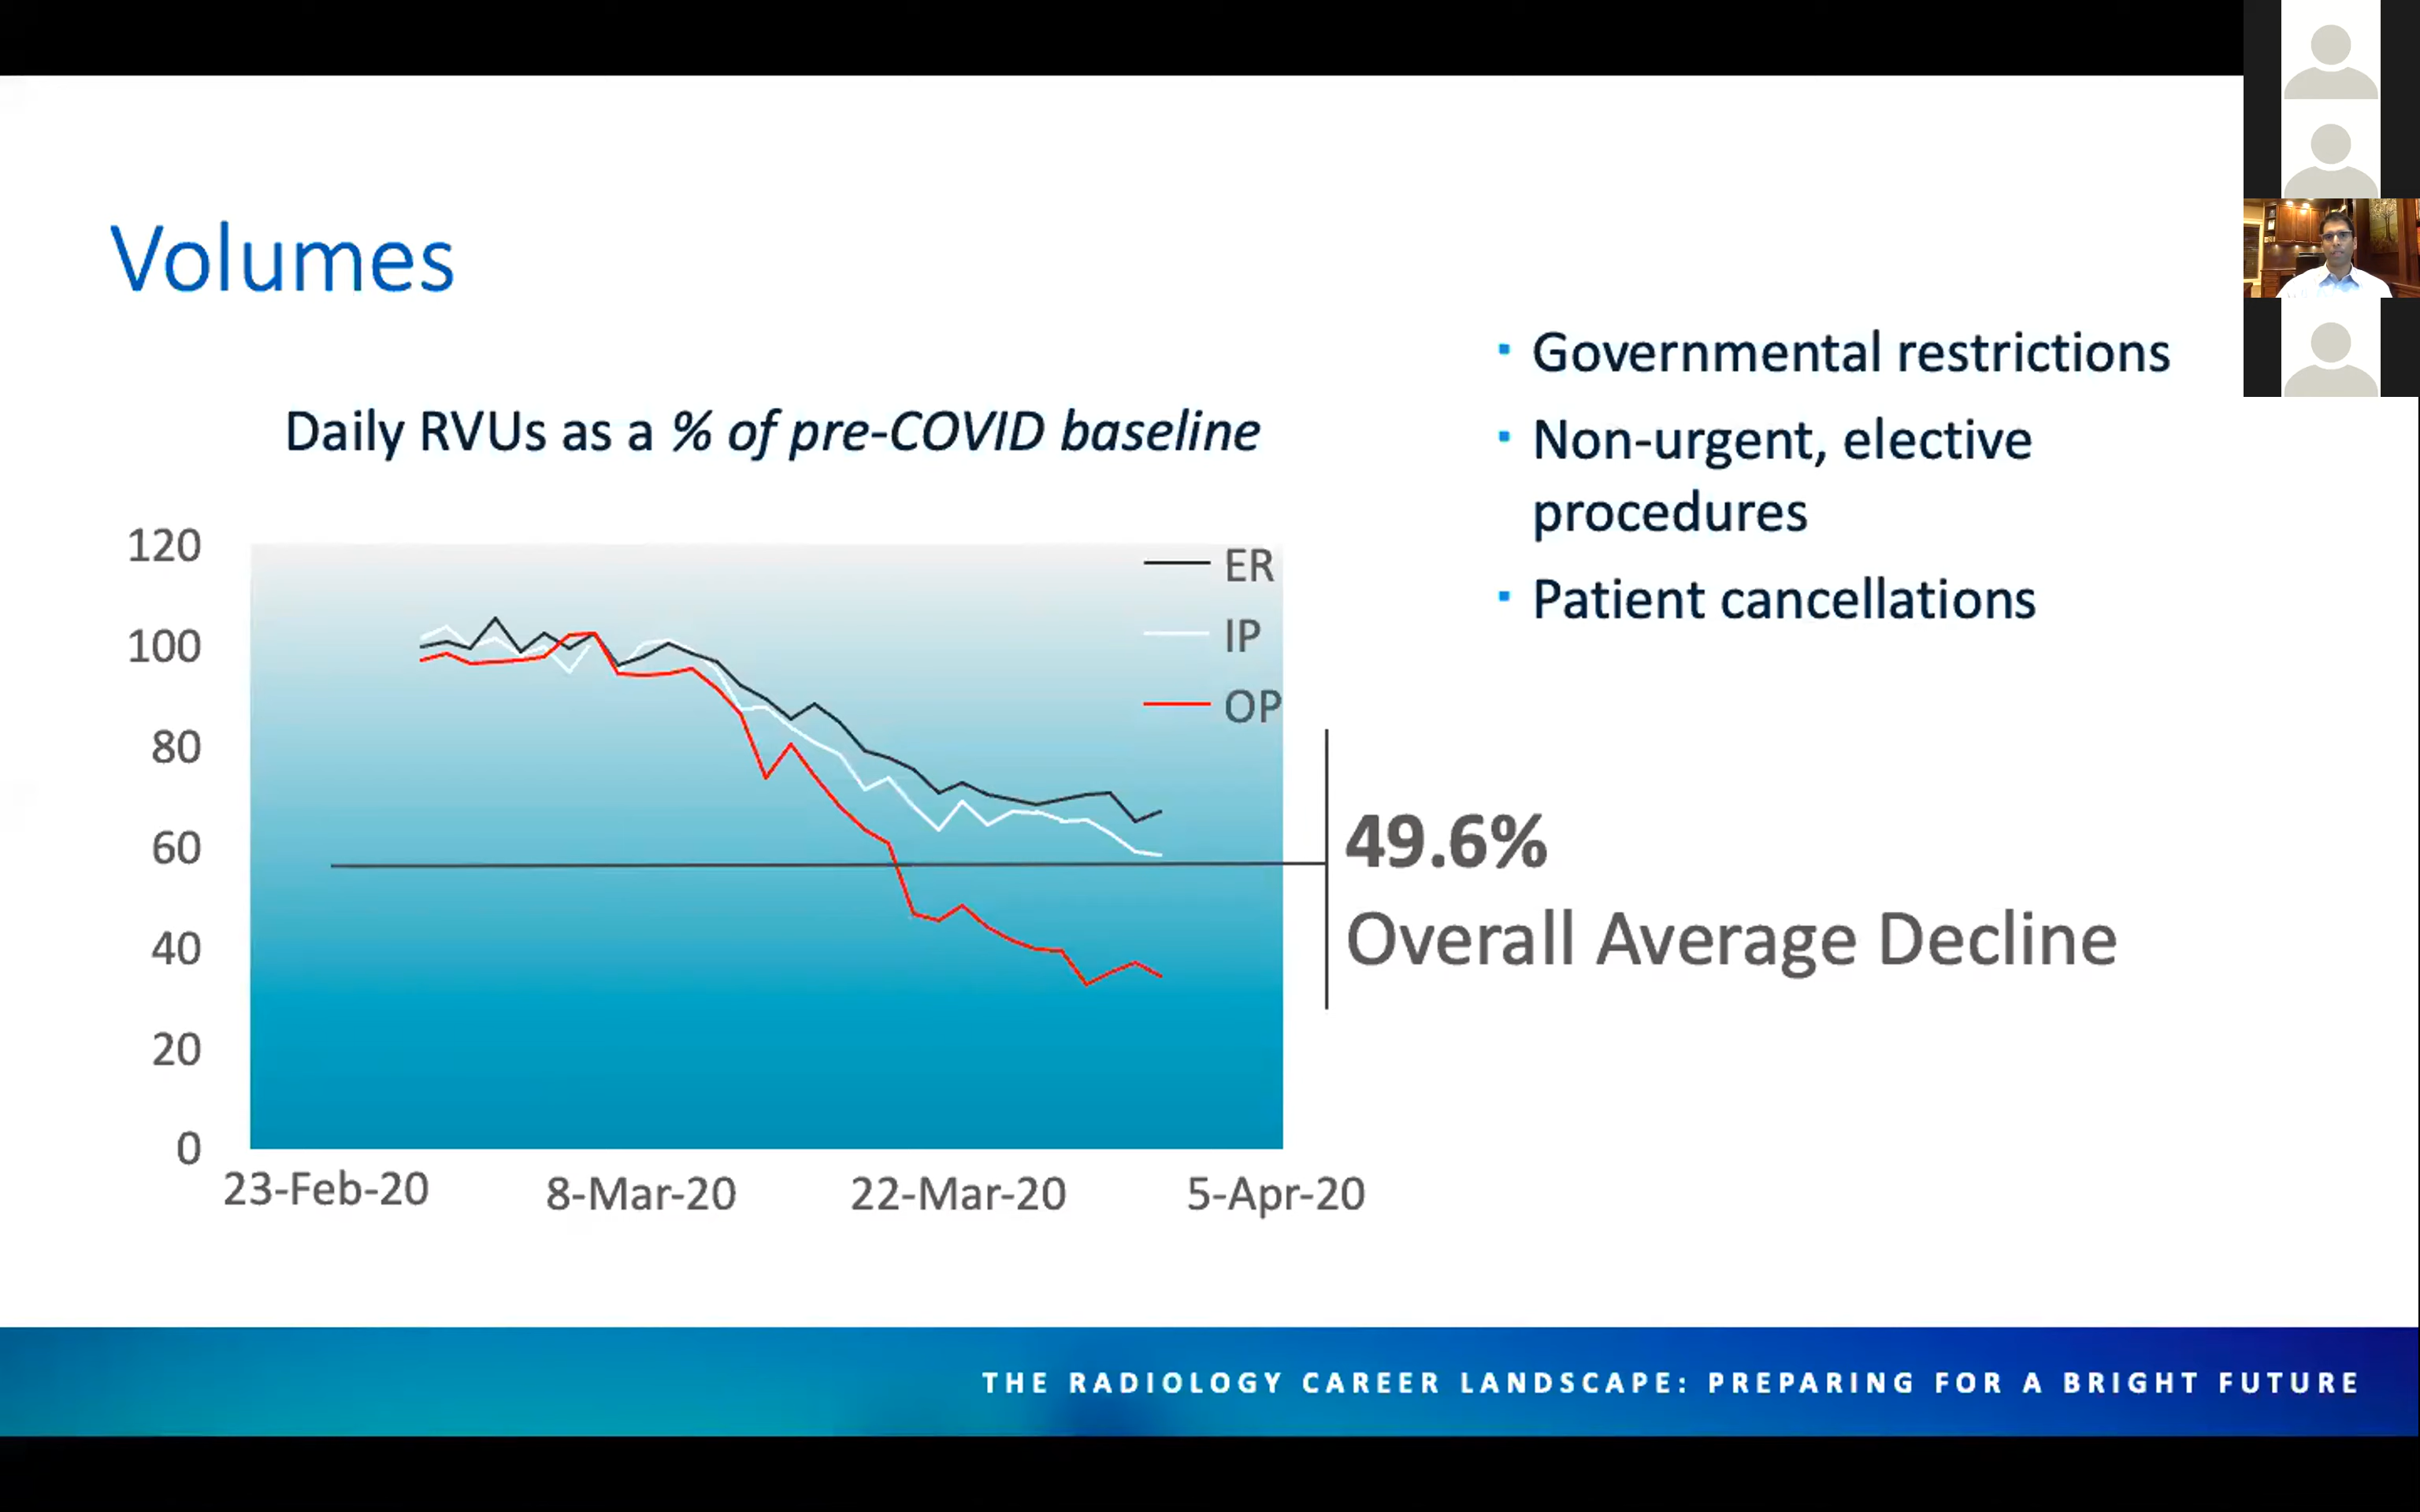 Volumes
Daily RVUs as a % of pre-COVID baseline
120
100
80
60
40
20
0
23-Feb-20
8-Mar-20
22-Mar-20
5-Apr-20
ER
IP
OP
▪ Governmental restrictions
▪ Non-urgent, elective
procedures
▪ Patient cancellations
49.6%
Overall Average Decline
THE RADIOLOGY CAREER LANDSCAPE: PREPARING FOR A BRIGHT FUTURE